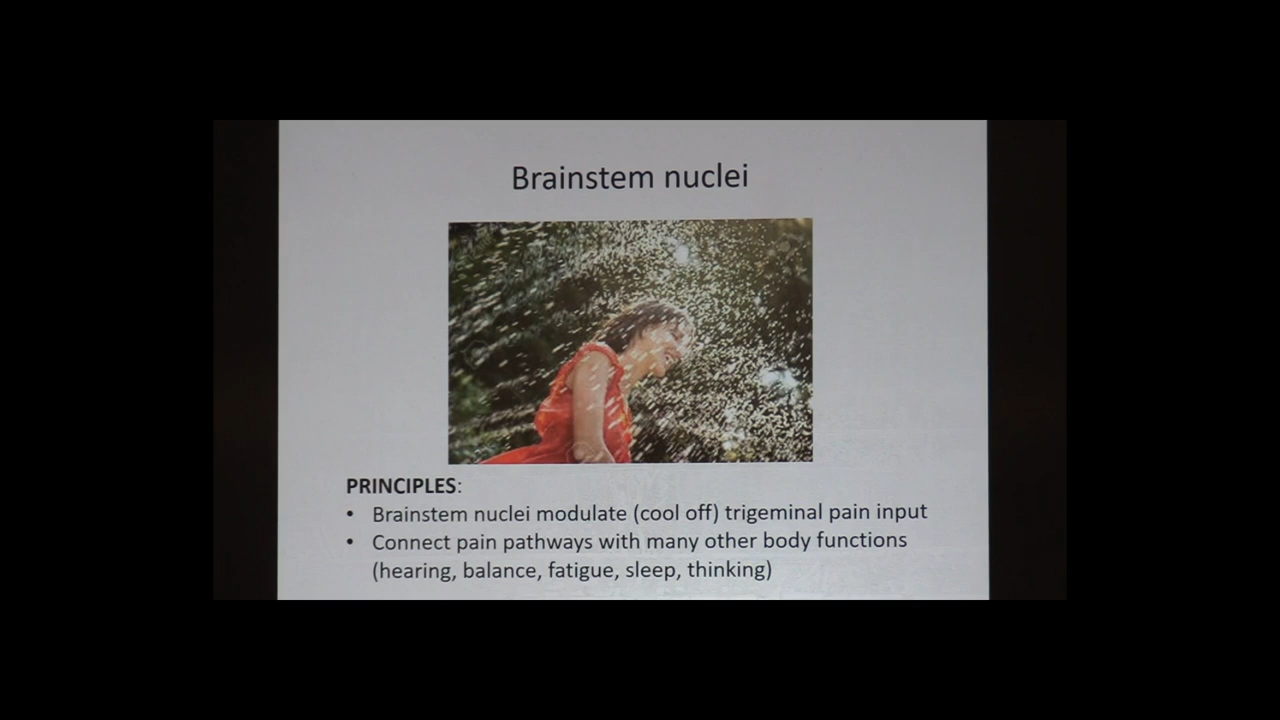 Brainstem nuclei
PRINCIPLES:
• Brainstem nuclei modulate (cool off) trigeminal pain input
• Connect pain pathways with many other body functions
(hearing, balance, fatigue, sleep, thinking)